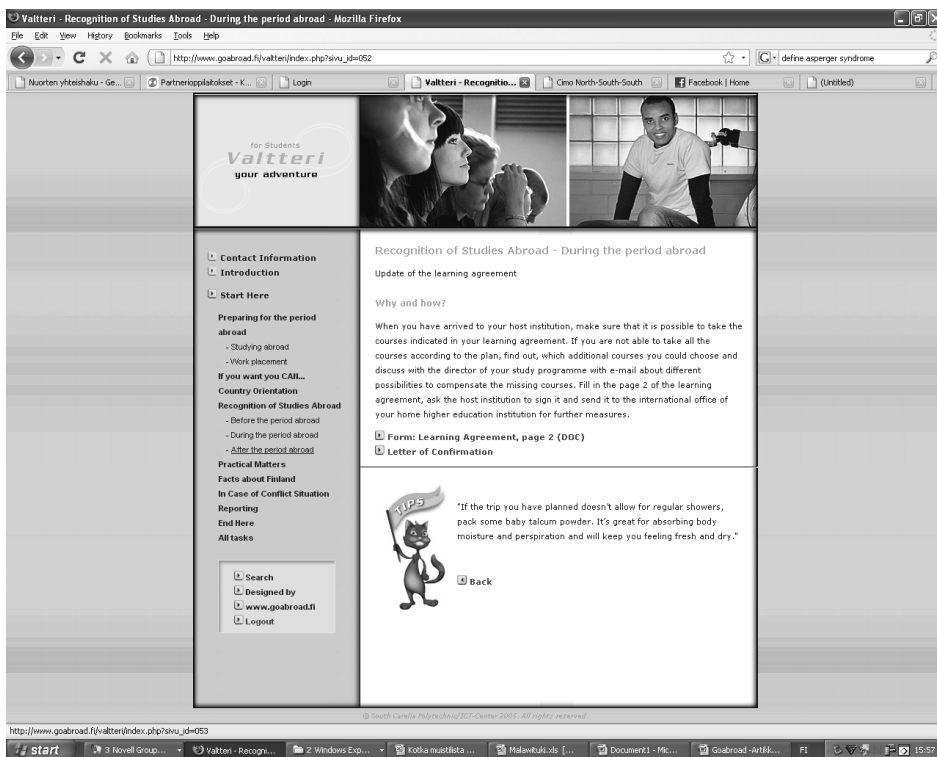 Valtteri - Recognition of Studies Abroad - During the period abroad - Mozilla Firefox
File Edit View History Bookmarks Tools Help
http://www.goabroad.fi/valtteri/index.php?sivu_id=052
define asperger syndrome
Nuorten yhteishaku - Ge...
Partnerioppilaitokset - K...
Login
Valtteri - Recognitio...
Cimo North-South-South
Facebook | Home
(Untitled)
for Students
Valtteri
your adventure
Contact Information
Introduction
Start Here
Preparing for the period
abroad
- Studying abroad
- Work placement
If you want you CAN...
Country Orientation
Recognition of Studies Abroad
- Before the period abroad
- During the period abroad
- After the period abroad
Practical Matters
Facts about Finland
In Case of Conflict Situation
Reporting
End Here
All tasks
Search
Designed by
www.goabroad.fi
Logout
Recognition of Studies Abroad - During the period abroad
Update of the learning agreement
Why and how?
When you have arrived to your host institution, make sure that it is possible to take the
courses indicated in your learning agreement. If you are not able to take all the
courses according to the plan, find out, which additional courses you could choose and
discuss with the director of your study programme with e-mail about different
possibilities to compensate the missing courses. Fill in the page 2 of the learning
agreement, ask the host institution to sign it and send it to the international office of
your home higher education institution for further measures.
Form: Learning Agreement, page 2 (DOC)
Letter of Confirmation
TIPS
"If the trip you have planned doesn't allow for regular showers,
pack some baby talcum powder. It's great for absorbing body
moisture and perspiration and will keep you feeling fresh and dry."
Back
© South Carelia Polytechnic/ICT-Center 2005. All rights reserved.
http://www.goabroad.fi/valtteri/index.php?sivu_id=053
start
3 Novell Group...
Valtteri - Recogni...
2 Windows Exp...
Kotka muistilista ...
Malawituki.xls [...
Document1 - Mic...
Goabroad -Artikk...
FI
15:57